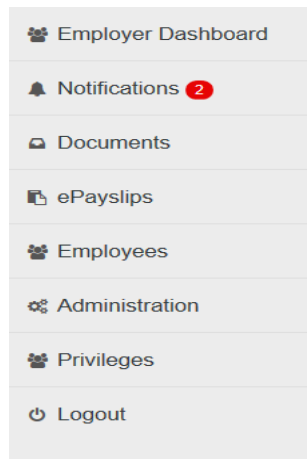 Employer Dashboard
Notifications 2
Documents
ePayslips
Employees
Administration
Privileges
Logout